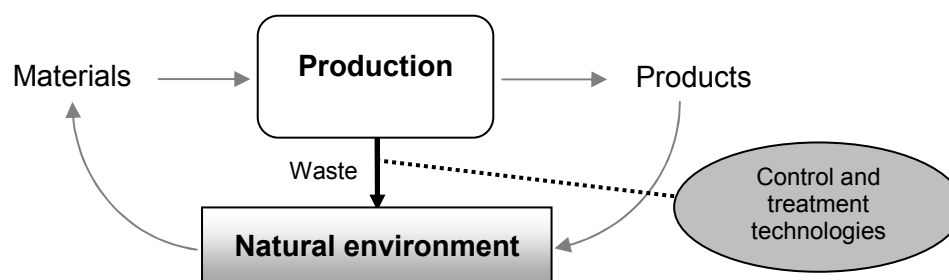 Production
Materials
Products
Waste
Control and
treatment
technologies
Natural environment